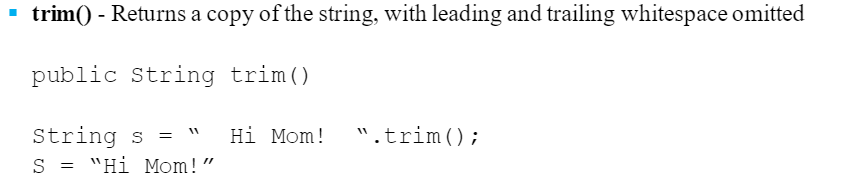 ▪ trim() - Returns a copy of the string, with leading and trailing whitespace omitted
public String trim()
String s = “  Hi Mom!  “.trim();
S = “Hi Mom!”